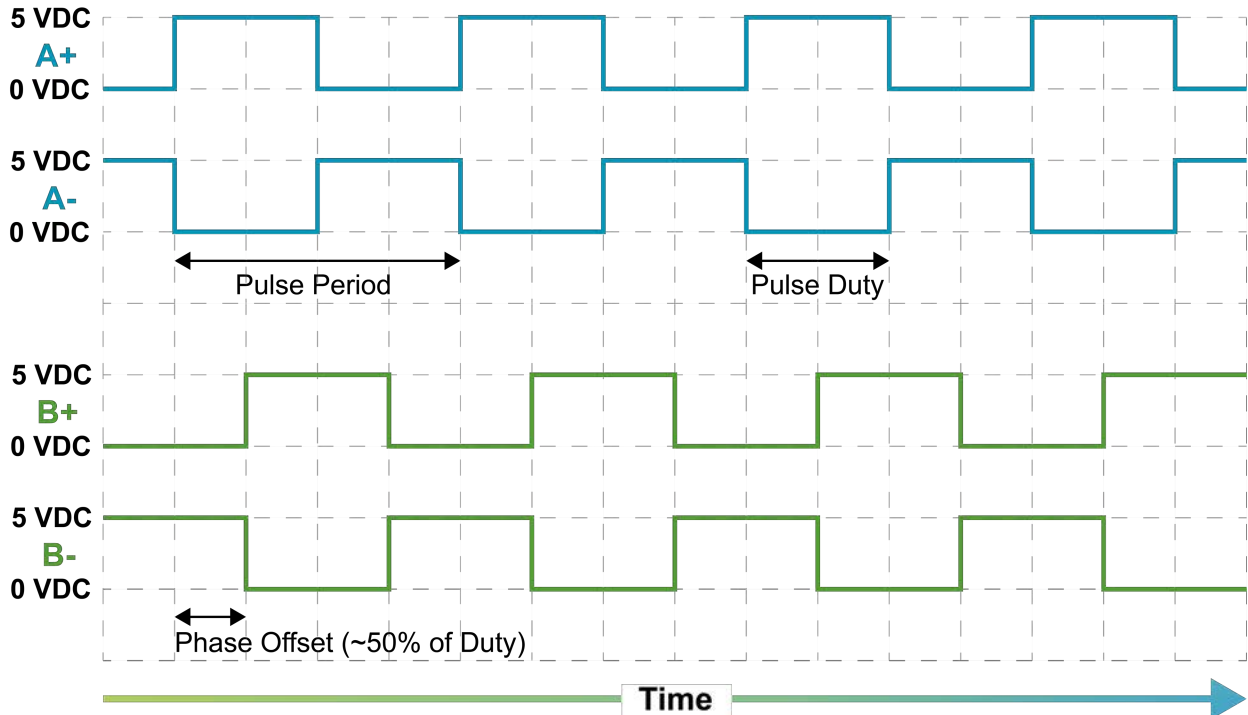 5 VDC
A+
0 VDC
5 VDC
A-
0 VDC
Pulse Period
Pulse Duty
5 VDC
B+
0 VDC
5 VDC
B-
0 VDC
Phase Offset (~50% of Duty)
Time